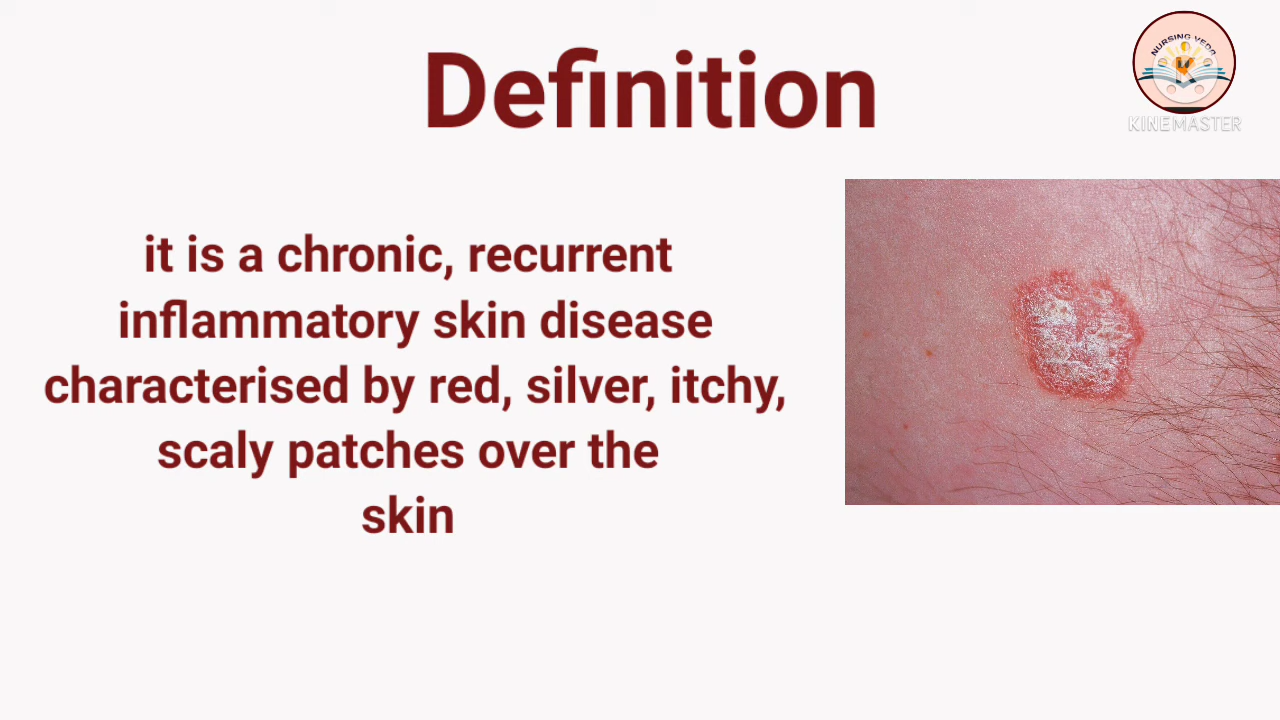 Definition
NURSING VEDA
KINEMASTER
it is a chronic, recurrent
inflammatory skin disease
characterised by red, silver, itchy,
scaly patches over the
skin